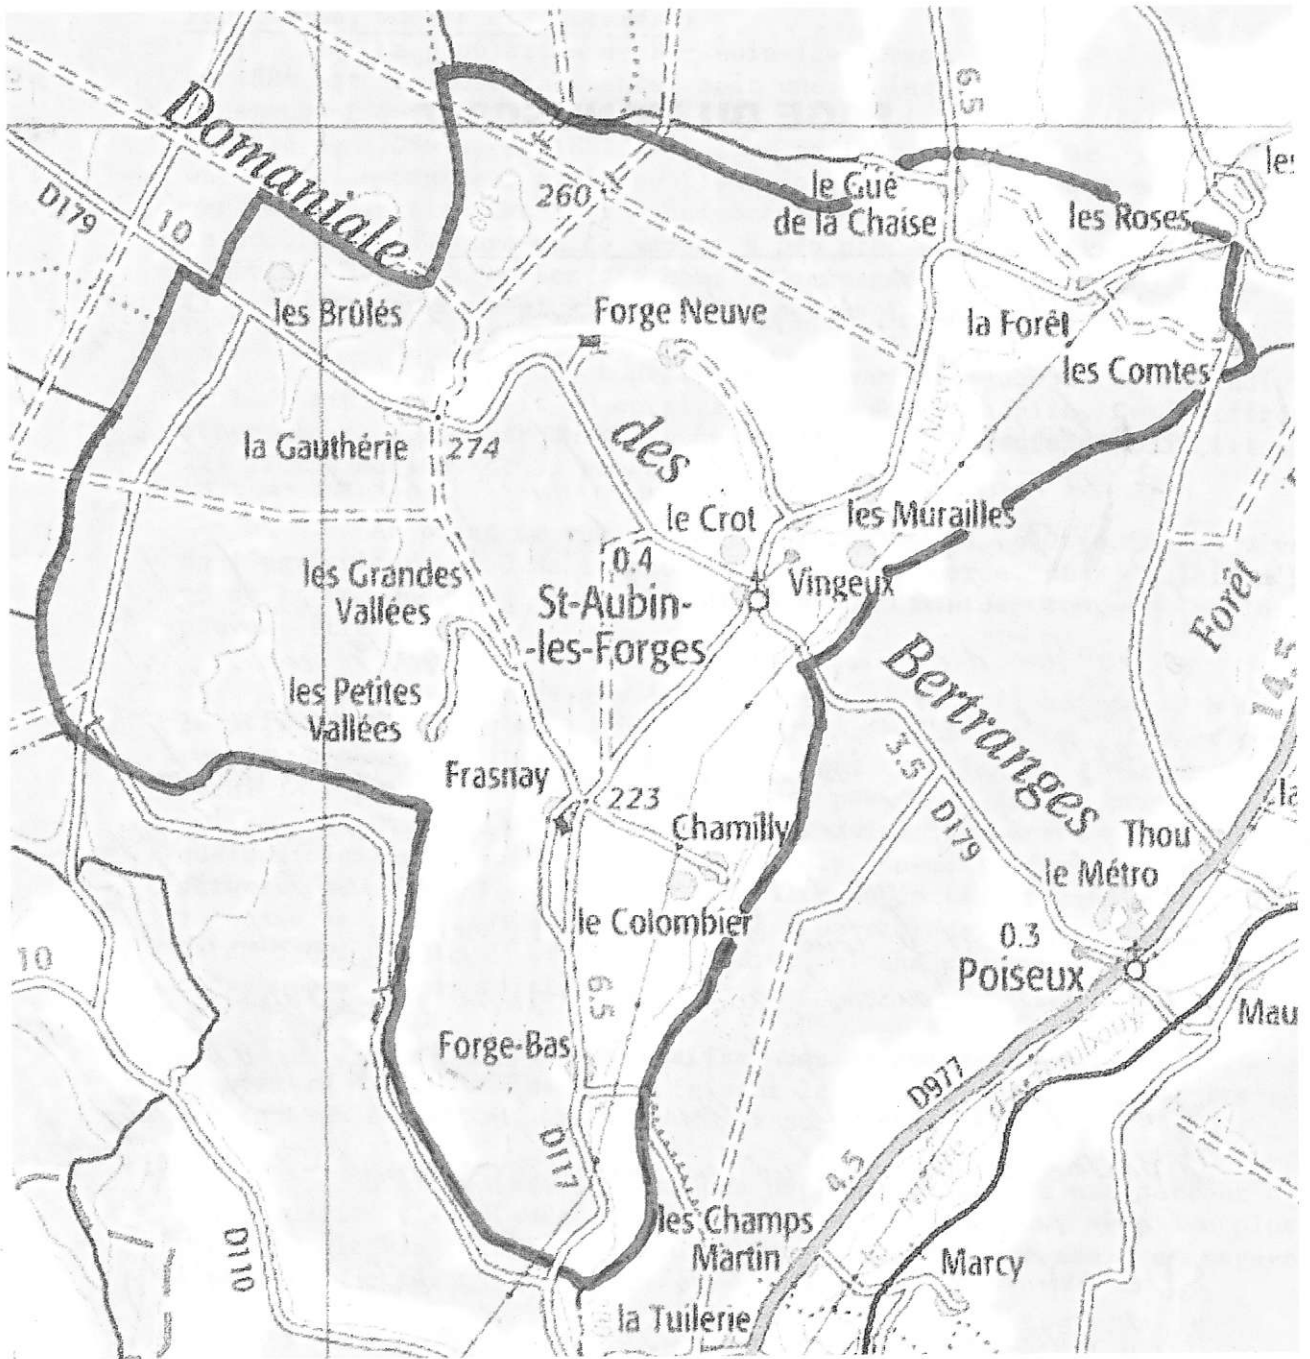 6.5
Domaniale
le Gué
de la Chaise
260
les
les Roses
D179
10
les Brûlés
Forge Neuve
la Forêt
les Comtes
la Gauthérie
274
des
le Crot
les Murailles
les Grandes
Vallées
0.4
Vingeux
St-Aubin-
-les-Forges
Forêt
les Petites
Vallées
Bertranges
14.5
Frasnay
223
3.5
Chamilly
D179
Thou
le Métro
le Colombier
0.3
Poiseux
10
6.5
Mau
Forge-Bas
D977
D117
4.5
les Champs
Martin
Marcy
D110
la Tuilerie